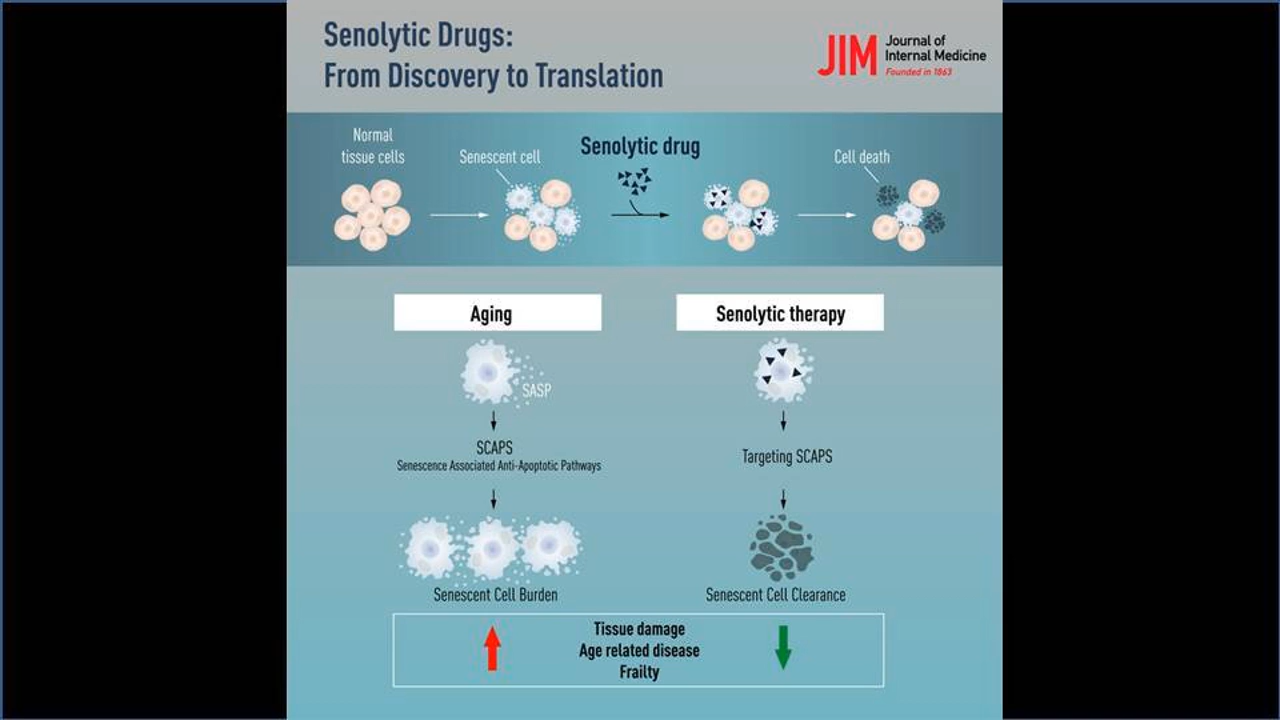 Senolytic Drugs:
From Discovery to Translation
JIM
Journal of
Internal Medicine
Founded in 1863
Normal
tissue cells
Senescent cell
Senolytic drug
Cell death
Aging
Senolytic therapy
SASP
SCAPS
Senescence Associated Anti-Apoptotic Pathways
Targeting SCAPS
Senescent Cell Burden
Senescent Cell Clearance
Tissue damage
Age related disease
Frailty